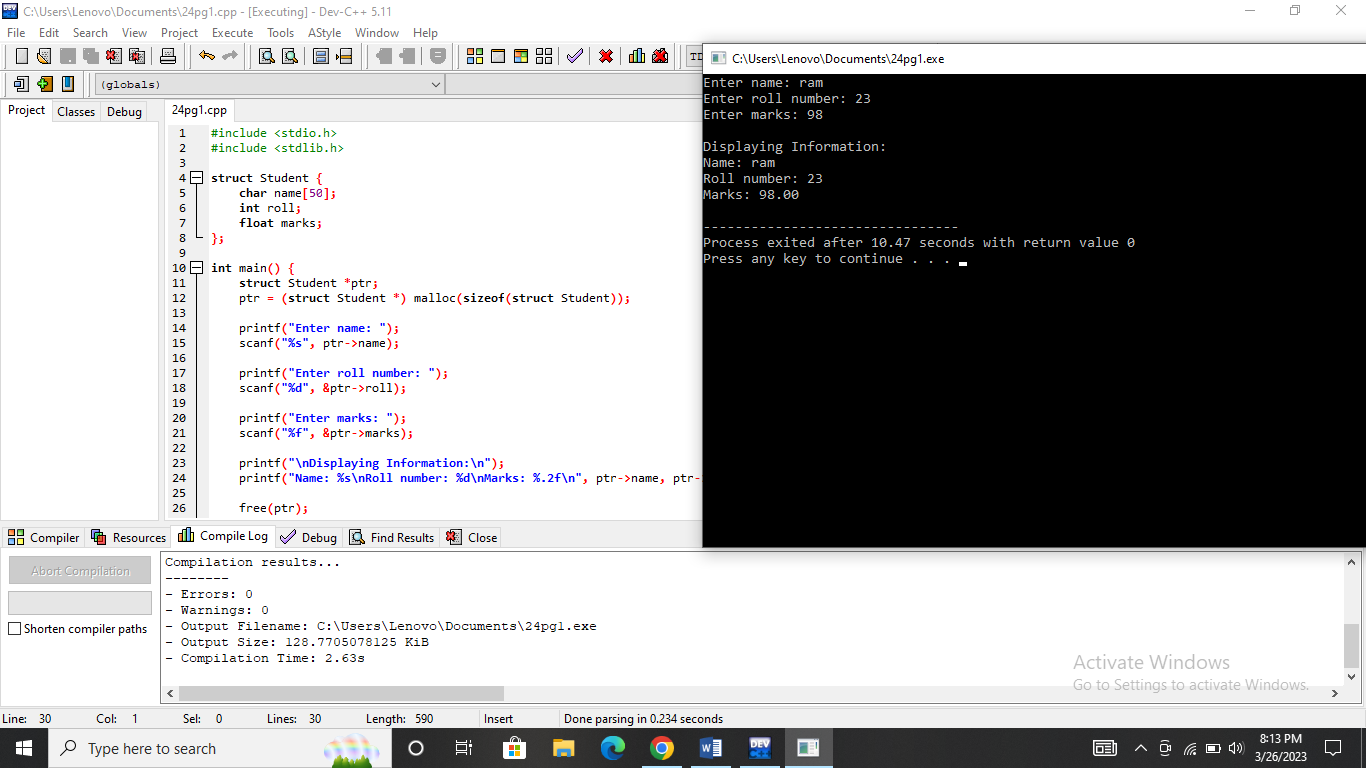 C:\Users\Lenovo\Documents\24pg1.cpp - [Executing] - Dev-C++ 5.11
File Edit Search View Project Execute Tools AStyle Window Help
(globals)
Project Classes Debug
24pg1.cpp
1 #include <stdio.h>
2 #include <stdlib.h>
3
4 struct Student {
5 char name[50];
6 int roll;
7 float marks;
8 };
9
10 int main() {
11 struct Student *ptr;
12 ptr = (struct Student *) malloc(sizeof(struct Student));
13
14 printf("Enter name: ");
15 scanf("%s", ptr->name);
16
17 printf("Enter roll number: ");
18 scanf("%d", &ptr->roll);
19
20 printf("Enter marks: ");
21 scanf("%f", &ptr->marks);
22
23 printf("\nDisplaying Information:\n");
24 printf("Name: %s\nRoll number: %d\nMarks: %.2f\n", ptr->name, ptr-
25
26 free(ptr);
C:\Users\Lenovo\Documents\24pg1.exe
Enter name: ram
Enter roll number: 23
Enter marks: 98
Displaying Information:
Name: ram
Roll number: 23
Marks: 98.00
--------------------------------
Process exited after 10.47 seconds with return value 0
Press any key to continue . . .
Compiler Resources Compile Log Debug Find Results Close
Abort Compilation
Shorten compiler paths
Compilation results...
--------
- Errors: 0
- Warnings: 0
- Output Filename: C:\Users\Lenovo\Documents\24pg1.exe
- Output Size: 128.7705078125 KiB
- Compilation Time: 2.63s
Activate Windows
Go to Settings to activate Windows.
Line: 30 Col: 1 Sel: 0 Lines: 30 Length: 590 Insert Done parsing in 0.234 seconds
Type here to search
DEV
8:13 PM
3/26/2023